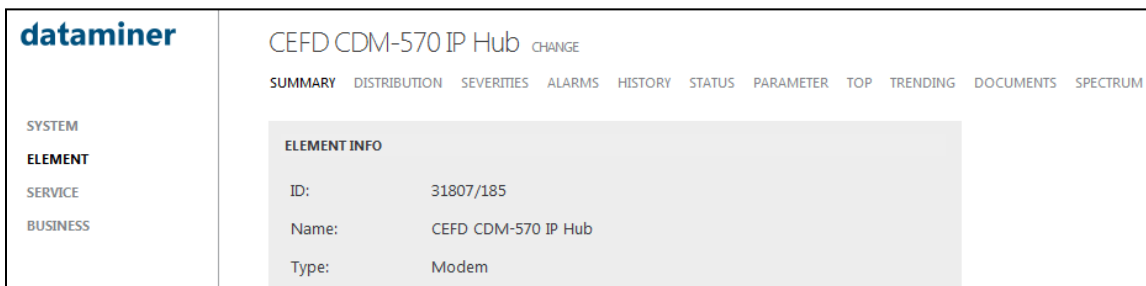 dataminer
CEFD CDM-570 IP Hub CHANGE
SUMMARY DISTRIBUTION SEVERITIES ALARMS HISTORY STATUS PARAMETER TOP TRENDING DOCUMENTS SPECTRUM
SYSTEM
ELEMENT
SERVICE
BUSINESS
ELEMENT INFO
ID: 31807/185
Name: CEFD CDM-570 IP Hub
Type: Modem